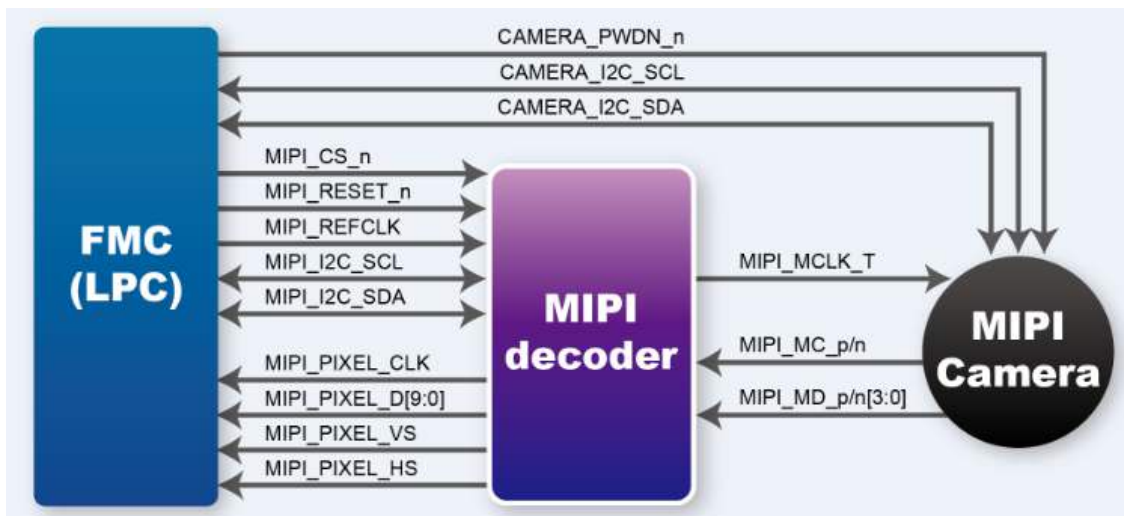 CAMERA_PWDN_n
CAMERA_I2C_SCL
CAMERA_I2C_SDA
MIPI_CS_n
MIPI_RESET_n
MIPI_REFCLK
MIPI_I2C_SCL
MIPI_I2C_SDA
MIPI_PIXEL_CLK
MIPI_PIXEL_D[9:0]
MIPI_PIXEL_VS
MIPI_PIXEL_HS
FMC
(LPC)
MIPI
decoder
MIPI_MCLK_T
MIPI_MC_p/n
MIPI_MD_p/n[3:0]
MIPI
Camera